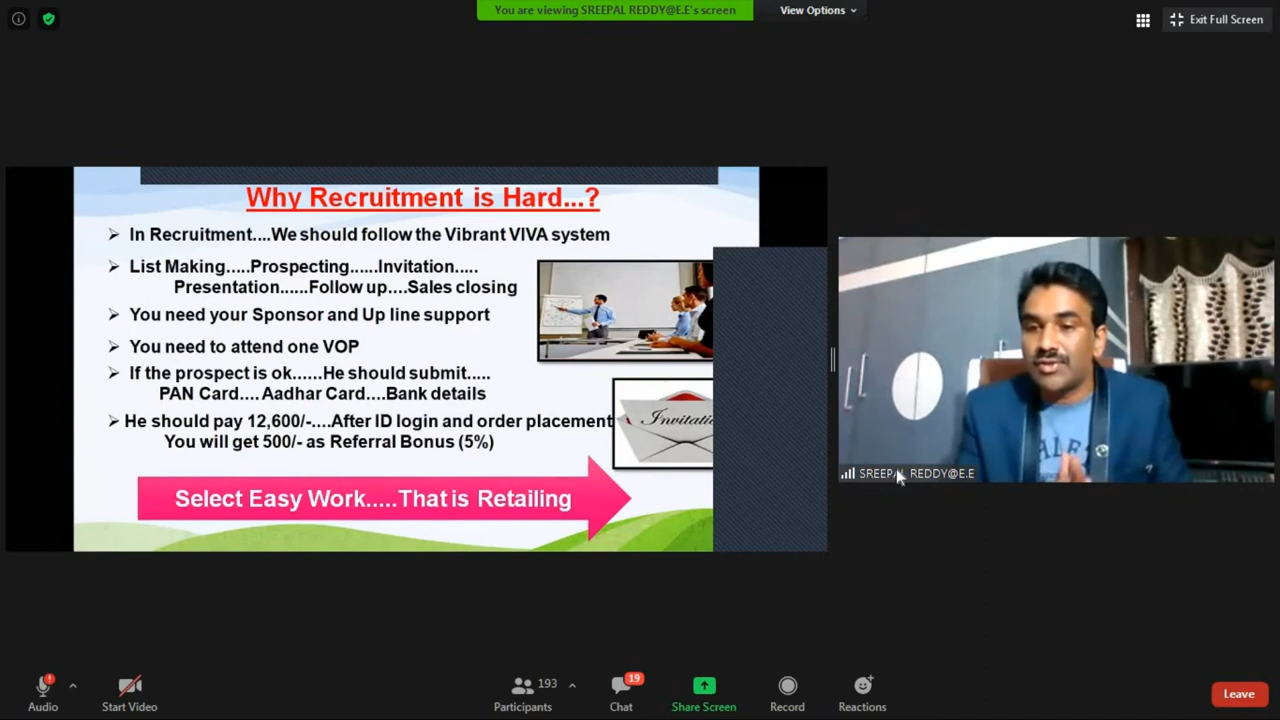 You are viewing SREEPAL REDDY@E.E's screen
View Options
Exit Full Screen
Why Recruitment is Hard...?
In Recruitment....We should follow the Vibrant VIVA system
List Making.....Prospecting......Invitation.....
Presentation......Follow up....Sales closing
You need your Sponsor and Up line support
You need to attend one VOP
If the prospect is ok......He should submit.....
PAN Card.... Aadhar Card....Bank details
He should pay 12,600/-....After ID login and order placement
You will get 500/- as Referral Bonus (5%)
Select Easy Work.....That is Retailing
SREEPAL REDDY@E.E
193
19
Audio
Start Video
Participants
Chat
Share Screen
Record
Reactions
Leave